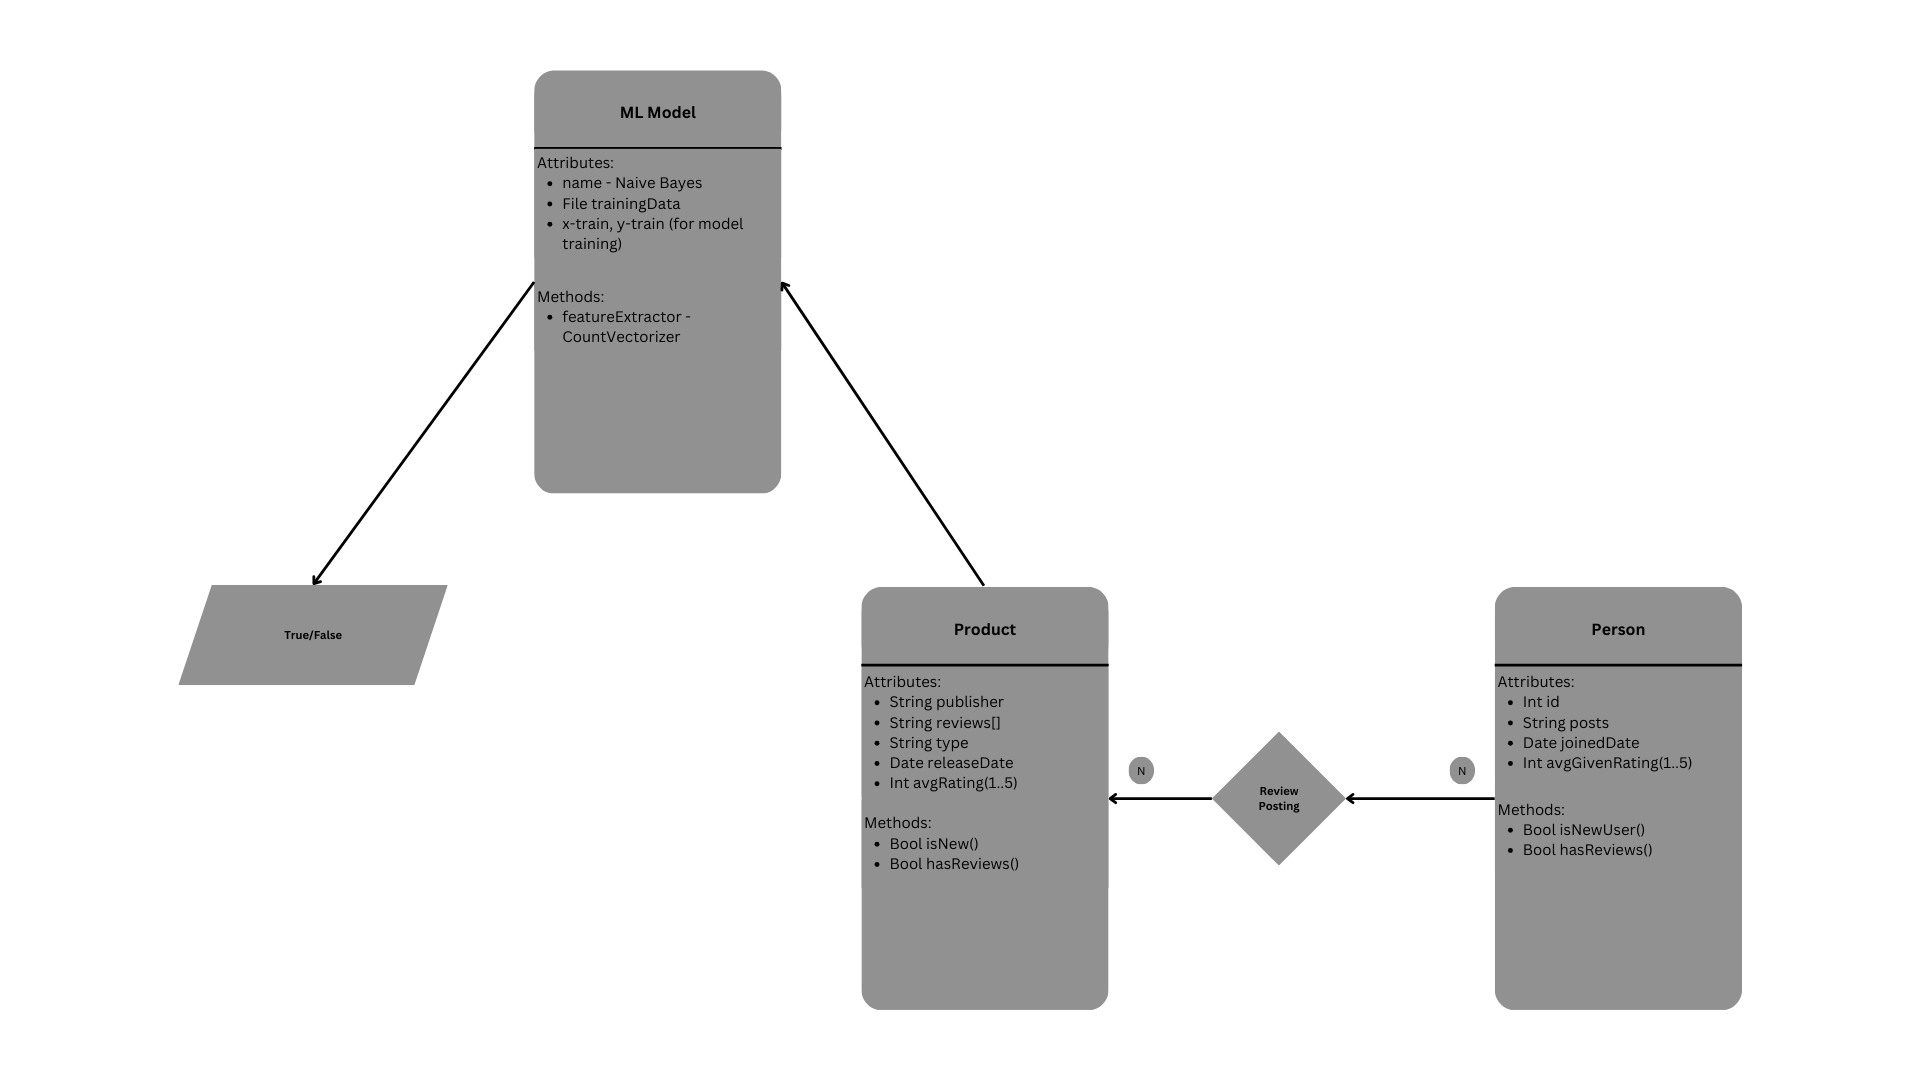 ML Model
Attributes:
name - Naive Bayes
File trainingData
x-train, y-train (for model
training)
Methods:
featureExtractor -
CountVectorizer
True/False
Product
Attributes:
String publisher
String reviews[]
String type
Date releaseDate
Int avgRating(1..5)
Methods:
Bool isNew()
Bool hasReviews()
N
Review
Posting
N
Person
Attributes:
Int id
String posts
Date joinedDate
Int avgGivenRating(1..5)
Methods:
Bool isNewUser()
Bool hasReviews()